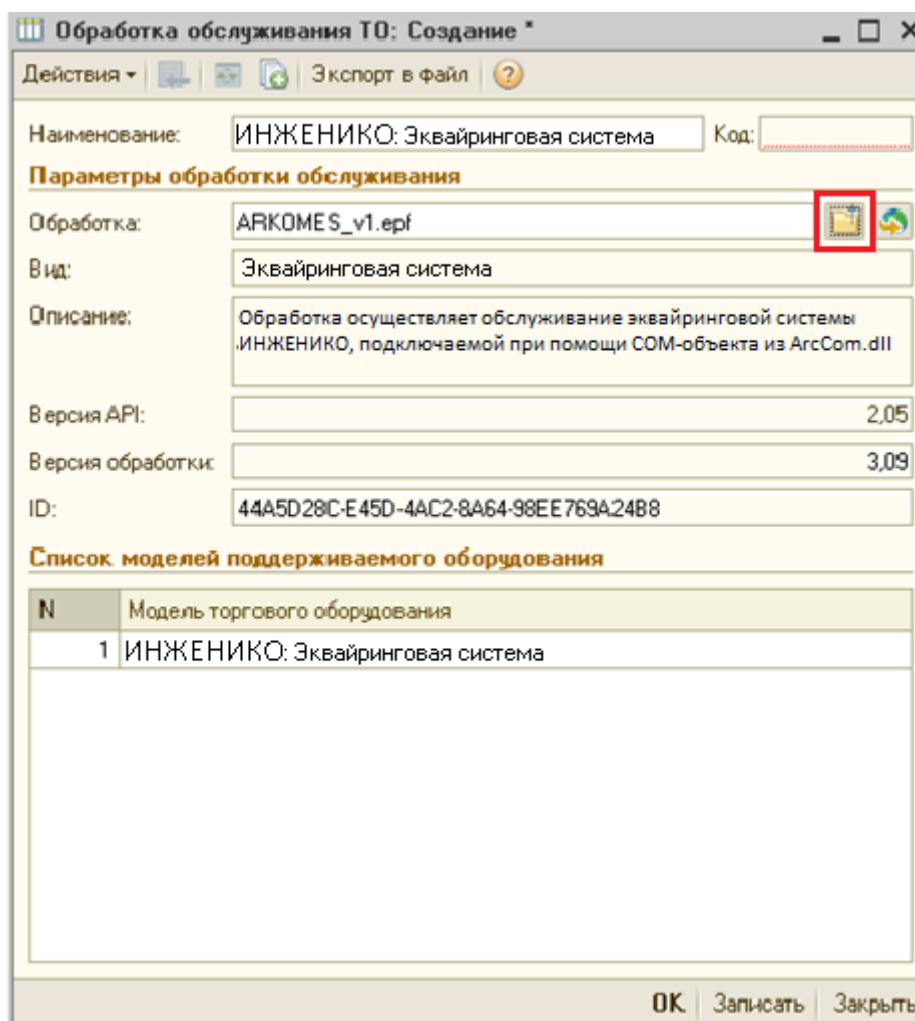 Обработка обслуживания ТО: Создание *
Действия Экспорт в файл ?
Наименование: ИНЖЕНИКО: Эквайринговая система Код:
Параметры обработки обслуживания
Обработка: ARKOMES_v1.epf
Вид: Эквайринговая система
Описание: Обработка осуществляет обслуживание эквайринговой системы
ИНЖЕНИКО, подключаемой при помощи COM-объекта из ArcCom.dll
Версия API: 2,05
Версия обработки: 3,09
ID: 44A5D28C-E45D-4AC2-8A64-98EE769A24B8
Список моделей поддерживаемого оборудования
N Модель торгового оборудования
1 ИНЖЕНИКО: Эквайринговая система
OK Записать Закрыть